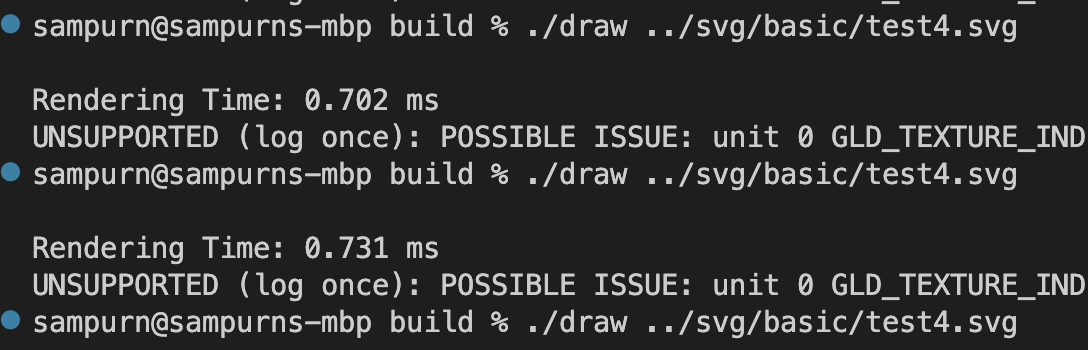 sampurn@sampurns-mbp build % ./draw ../svg/basic/test4.svg
Rendering Time: 0.702 ms
UNSUPPORTED (log once): POSSIBLE ISSUE: unit 0 GLD_TEXTURE_IND
sampurn@sampurns-mbp build % ./draw ../svg/basic/test4.svg
Rendering Time: 0.731 ms
UNSUPPORTED (log once): POSSIBLE ISSUE: unit 0 GLD_TEXTURE_IND
sampurn@sampurns-mbp build % ./draw ../svg/basic/test4.svg